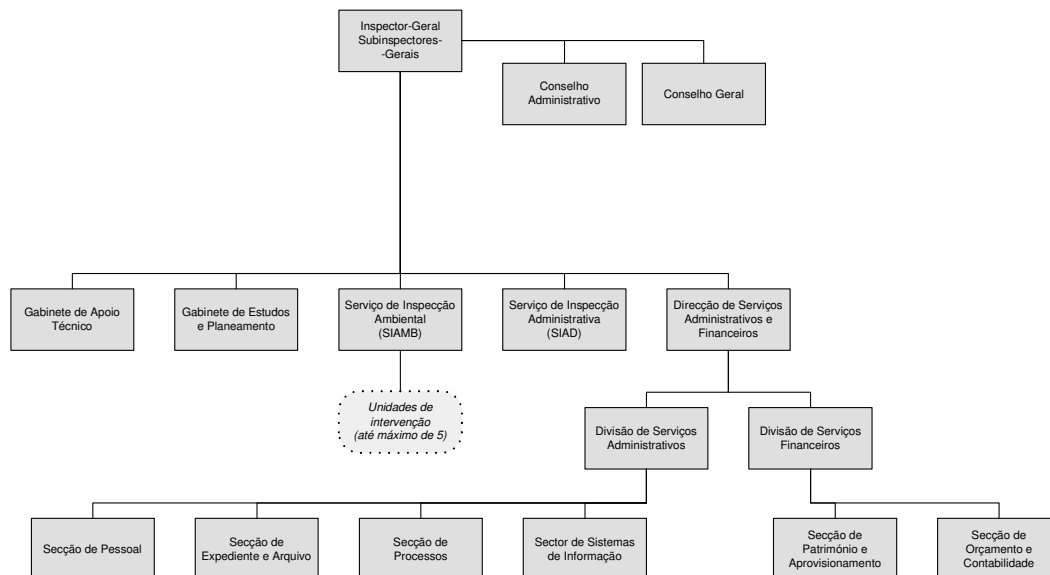 Inspector-Geral
Subinspectores-
-Gerais
Conselho
Administrativo
Conselho Geral
Gabinete de Apoio
Técnico
Gabinete de Estudos
e Planeamento
Serviço de Inspecção
Ambiental
(SIAMB)
Serviço de Inspecção
Administrativa
(SIAD)
Direcção de Serviços
Administrativos e
Financeiros
Unidades de
intervenção
(até máximo de 5)
Divisão de Serviços
Administrativos
Divisão de Serviços
Financeiros
Secção de Pessoal
Secção de
Expediente e Arquivo
Secção de
Processos
Sector de Sistemas
de Informação
Secção de
Património e
Aprovisionamento
Secção de
Orçamento e
Contabilidade